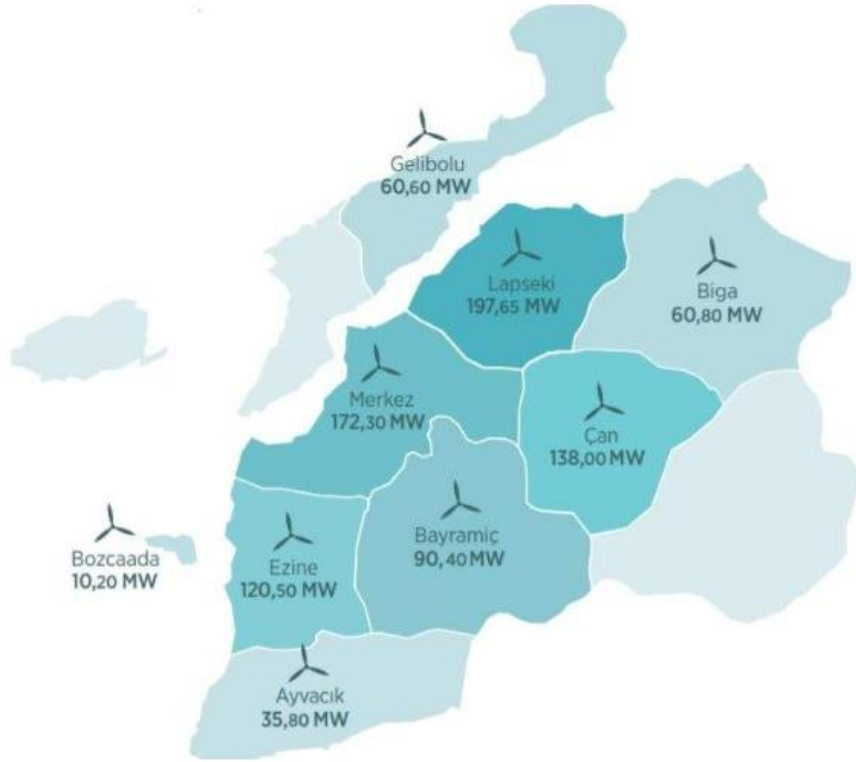 Gelibolu
60,60 MW
Lapseki
197,65 MW
Biga
60,80 MW
Merkez
172,30 MW
Çan
138,00 MW
Bayramiç
90,40 MW
Ezine
120,50 MW
Bozcaada
10,20 MW
Ayvacık
35,80 MW